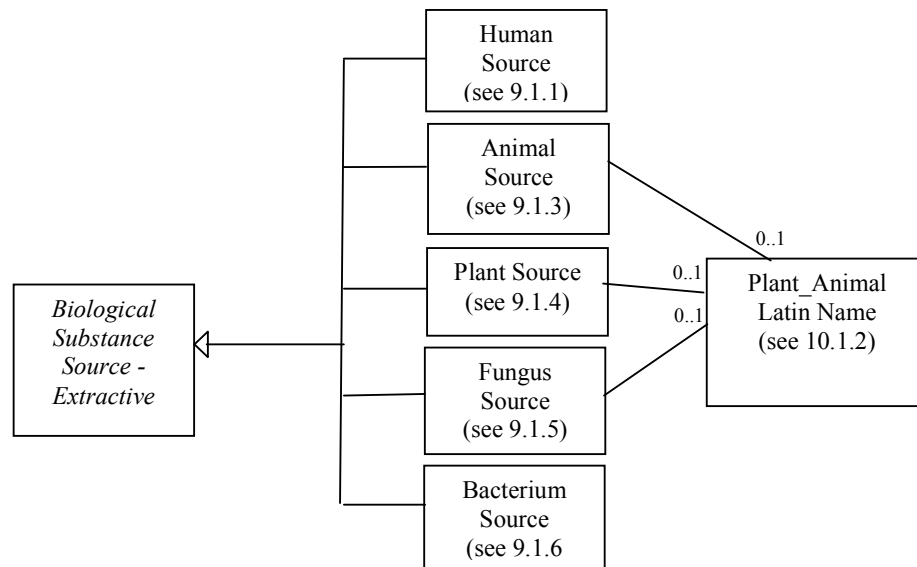 Human
Source
(see 9.1.1)
Animal
Source
(see 9.1.3)
0..1
Plant Source
(see 9.1.4)
0..1
Plant_Animal
Latin Name
(see 10.1.2)
0..1
Biological
Substance
Source -
Extractive
Fungus
Source
(see 9.1.5)
Bacterium
Source
(see 9.1.6